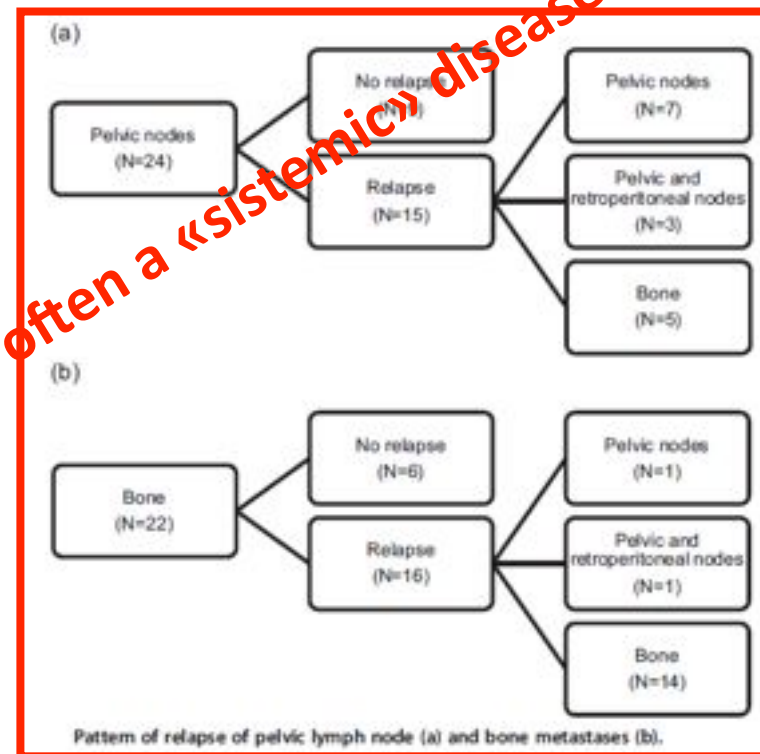 (a)
often a «sistemic» disease
Pelvic nodes
(N=24)
No relapse
Relapse
(N=15)
Pelvic nodes
(N=7)
Pelvic and
retroperitoneal nodes
(N=3)
Bone
(N=5)
(b)
Bone
(N=22)
No relapse
(N=6)
Relapse
(N=16)
Pelvic nodes
(N=1)
Pelvic and
retroperitoneal nodes
(N=1)
Bone
(N=14)
Pattern of relapse of pelvic lymph node (a) and bone metastases (b).